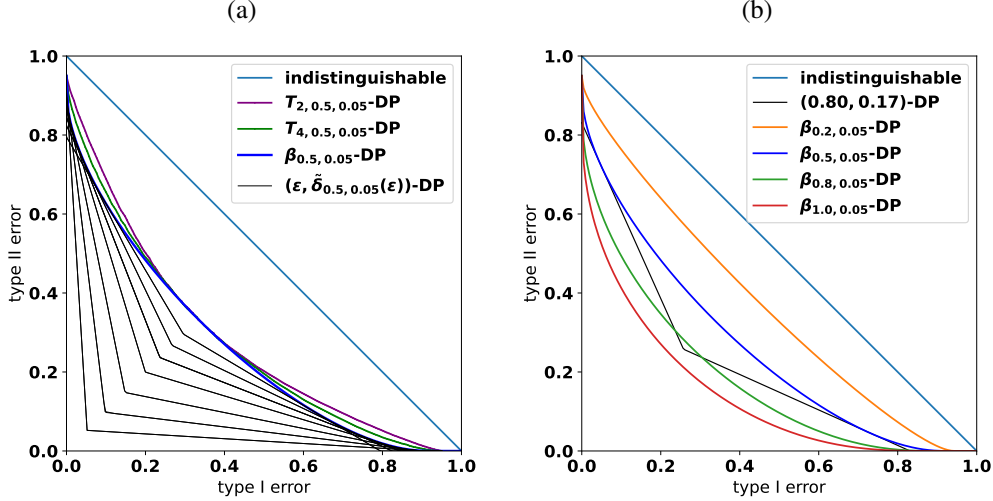 (a)
1.0
0.8
0.6
0.4
0.2
0.0
0.0 0.2 0.4 0.6 0.8 1.0
type I error
type II error
indistinguishable
T₂,₀.₅,₀.₀₅-DP
T₄,₀.₅,₀.₀₅-DP
β₀.₅,₀.₀₅-DP
(ε, δ̃₀.₅,₀.₀₅(ε))-DP
(b)
1.0
0.8
0.6
0.4
0.2
0.0
0.0 0.2 0.4 0.6 0.8 1.0
type I error
type II error
indistinguishable
(0.80, 0.17)-DP
β₀.₂,₀.₀₅-DP
β₀.₅,₀.₀₅-DP
β₀.₈,₀.₀₅-DP
β₁.₀,₀.₀₅-DP